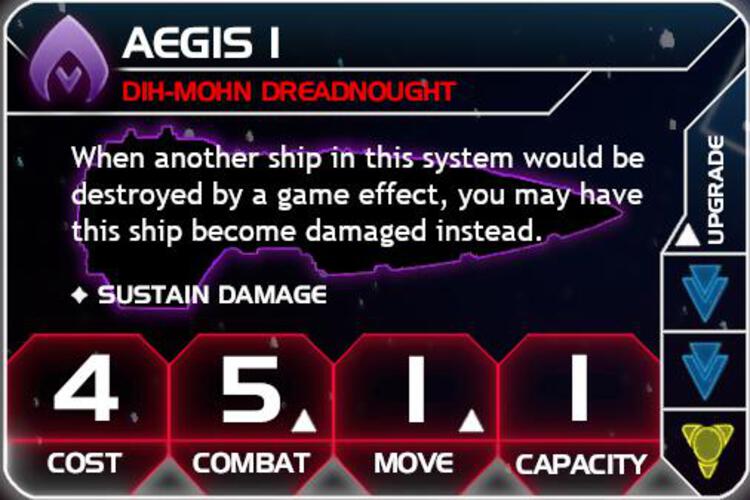 AEGIS I
DIH-MOHN DREADNOUGHT
When another ship in this system would be
destroyed by a game effect, you may have
this ship become damaged instead.
SUSTAIN DAMAGE
UPGRADE
4
COST
5
COMBAT
1
MOVE
1
CAPACITY